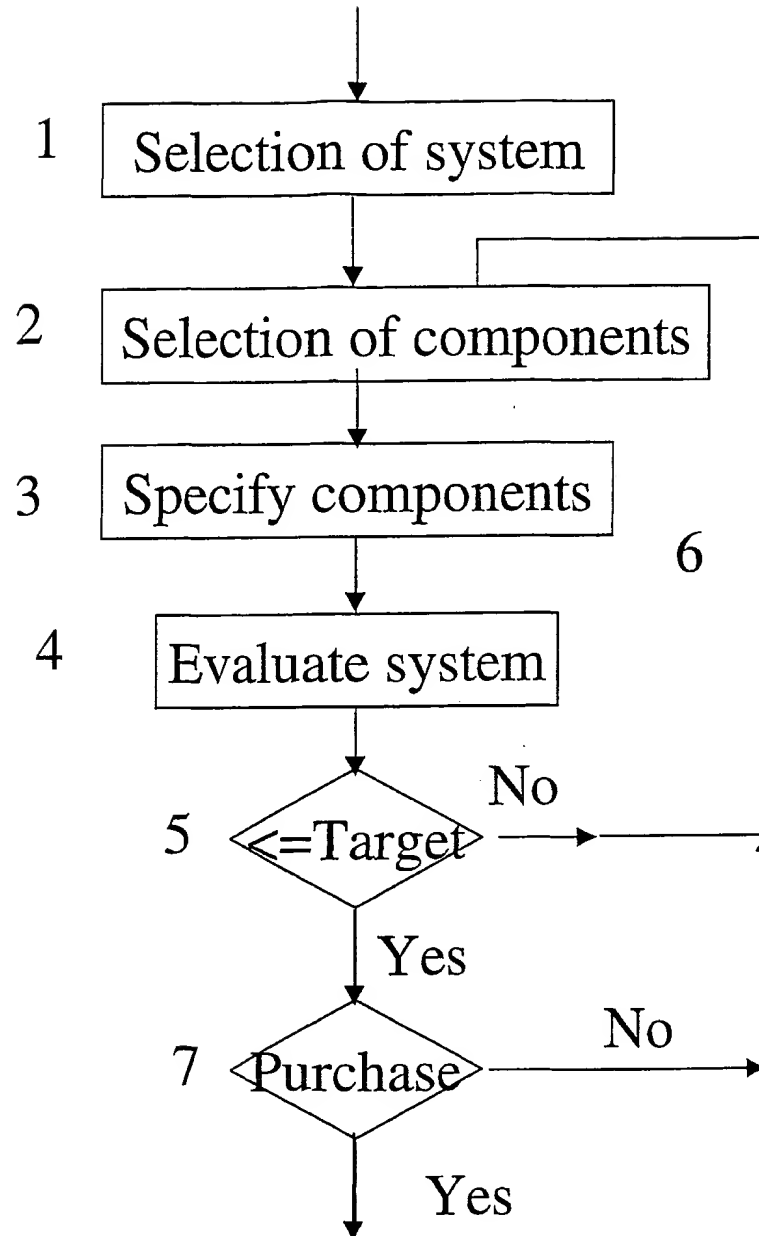 1 Selection of system
2 Selection of components
3 Specify components
6
4 Evaluate system
No
5 <=Target
Yes
No
7 Purchase
Yes